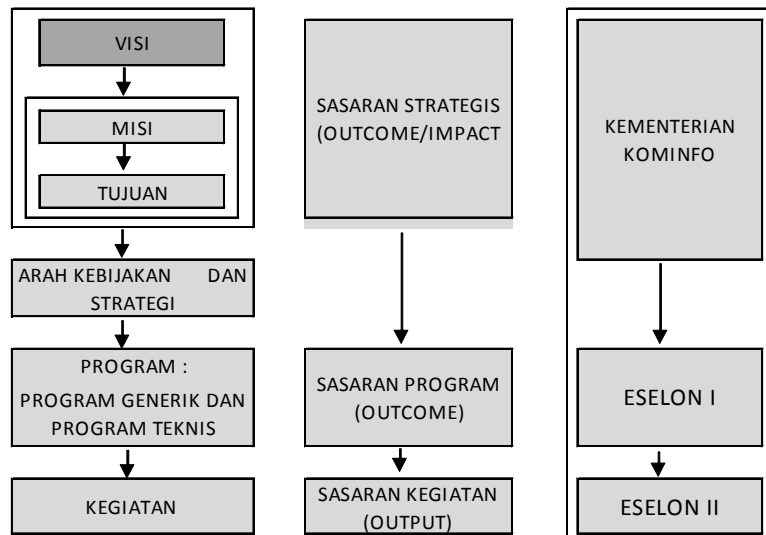 VISI
MISI
TUJUAN
ARAH KEBIJAKAN DAN
STRATEGI
PROGRAM :
PROGRAM GENERIK DAN
PROGRAM TEKNIS
KEGIATAN
SASARAN STRATEGIS
(OUTCOME/IMPACT
SASARAN PROGRAM
(OUTCOME)
SASARAN KEGIATAN
(OUTPUT)
KEMENTERIAN
KOMINFO
ESELON I
ESELON II